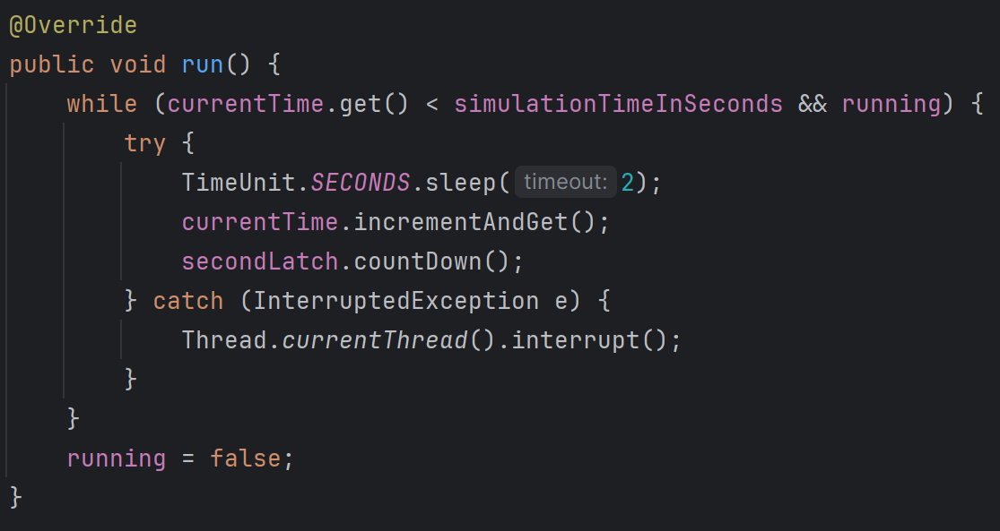 @Override
public void run() {
    while (currentTime.get() < simulationTimeInSeconds && running) {
        try {
            TimeUnit.SECONDS.sleep( timeout: 2);
            currentTime.incrementAndGet();
            secondLatch.countDown();
        } catch (InterruptedException e) {
            Thread.currentThread().interrupt();
        }
    }
    running = false;
}